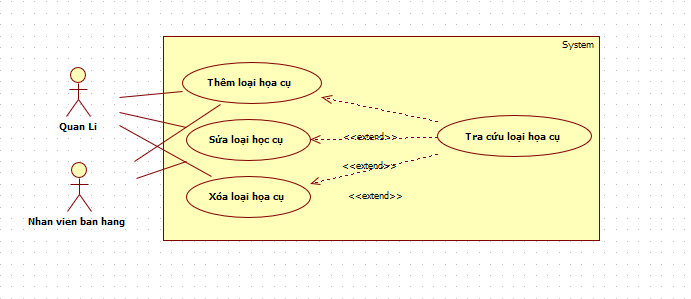 System
Thêm loại họa cụ
Quan Li
Sửa loại học cụ
<<extend>>
Tra cứu loại họa cụ
<<extend>>
Xóa loại họa cụ
<<extend>>
Nhan vien ban hang